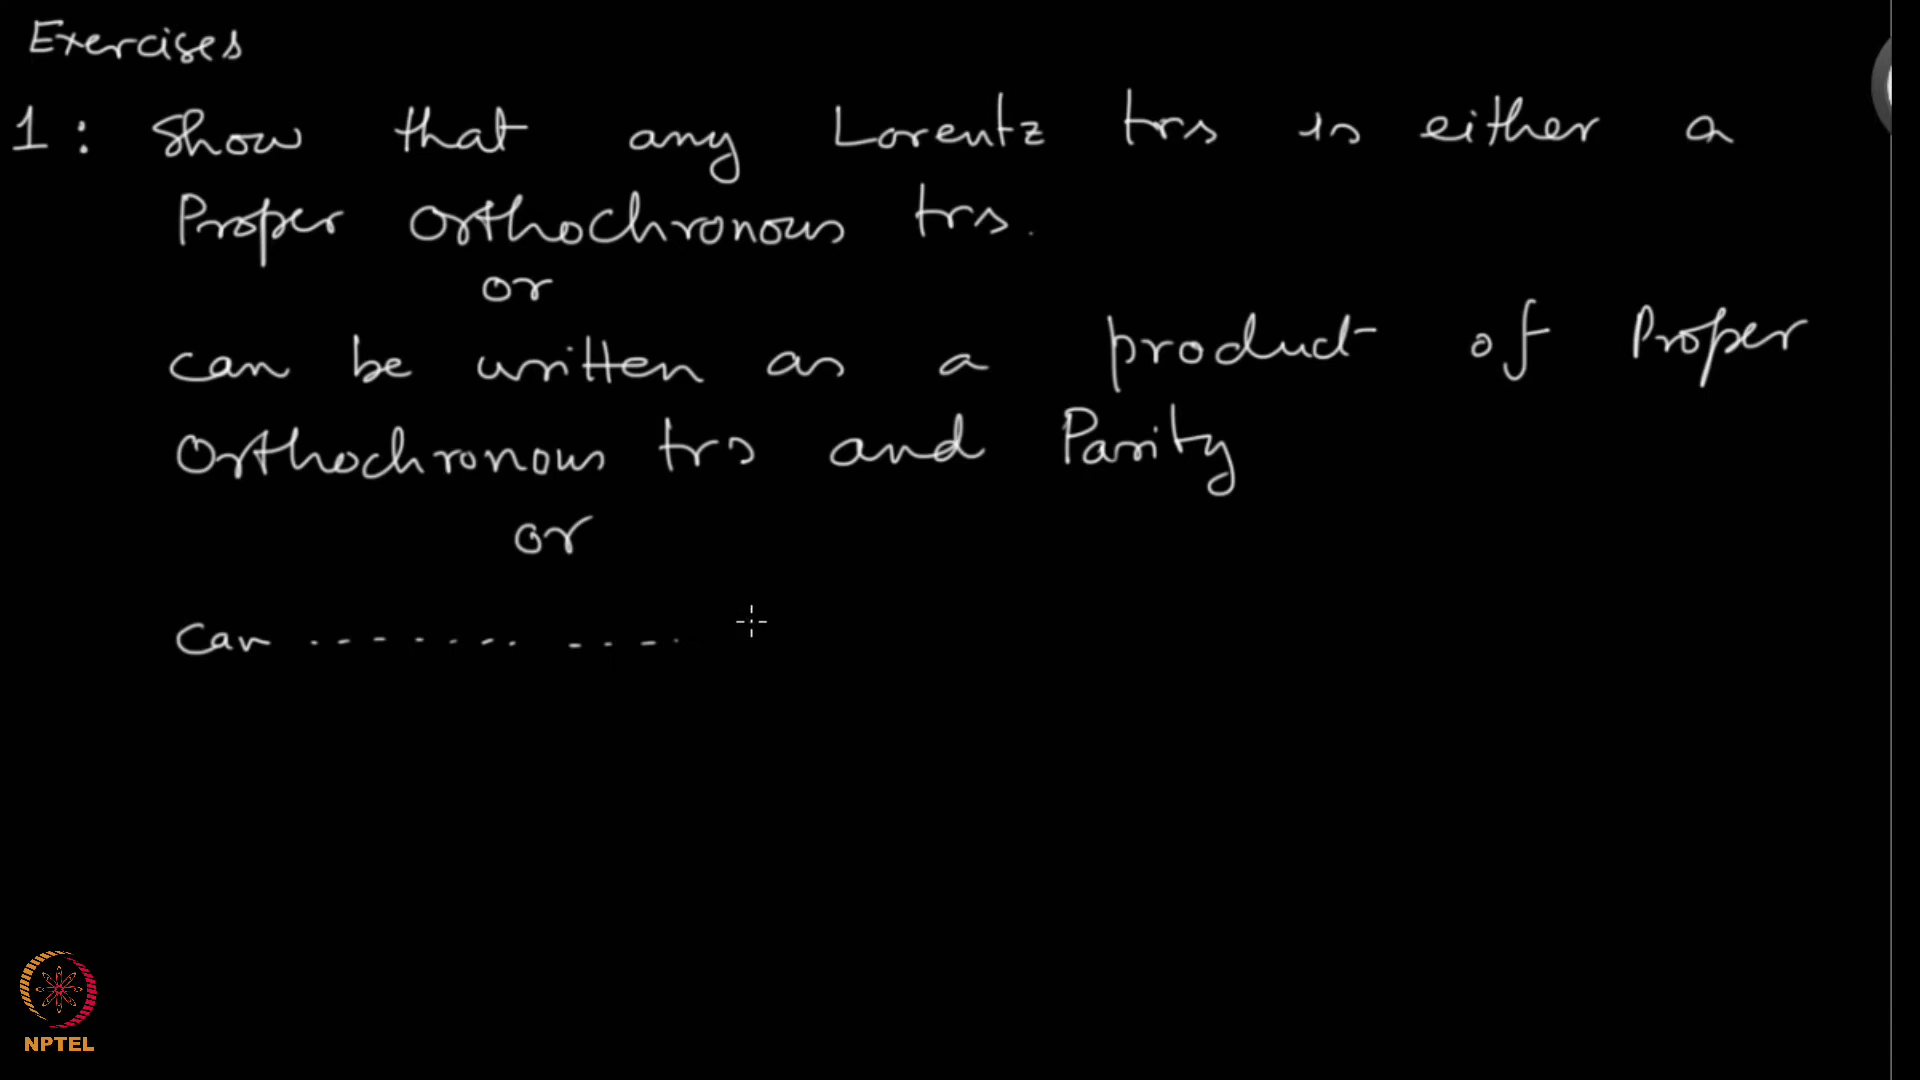 Exercises
1: Show that any Lorentz trs is either a
Proper Orthochronous trs.
or
can be written as a product of Proper
Orthochronous trs and Parity
or
Can ............
NPTEL